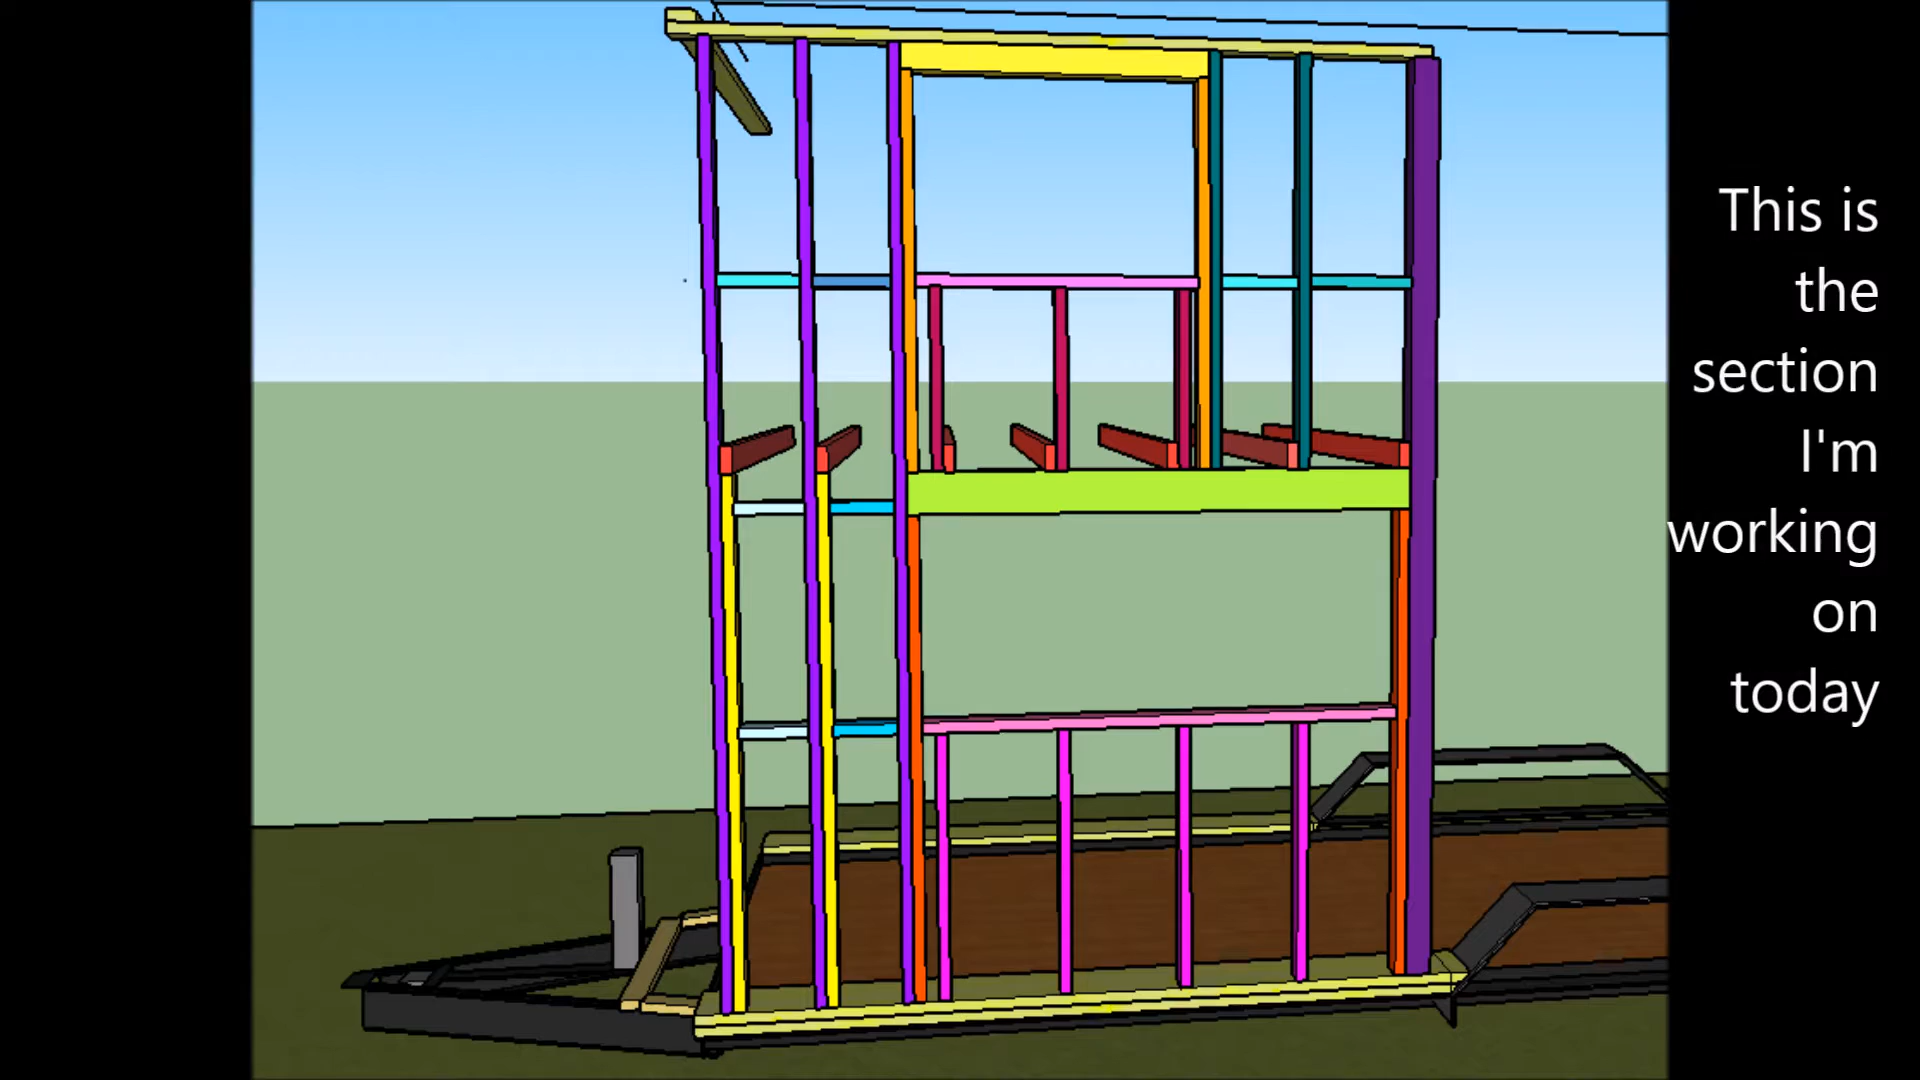 This is
the
section
I'm
working
on
today